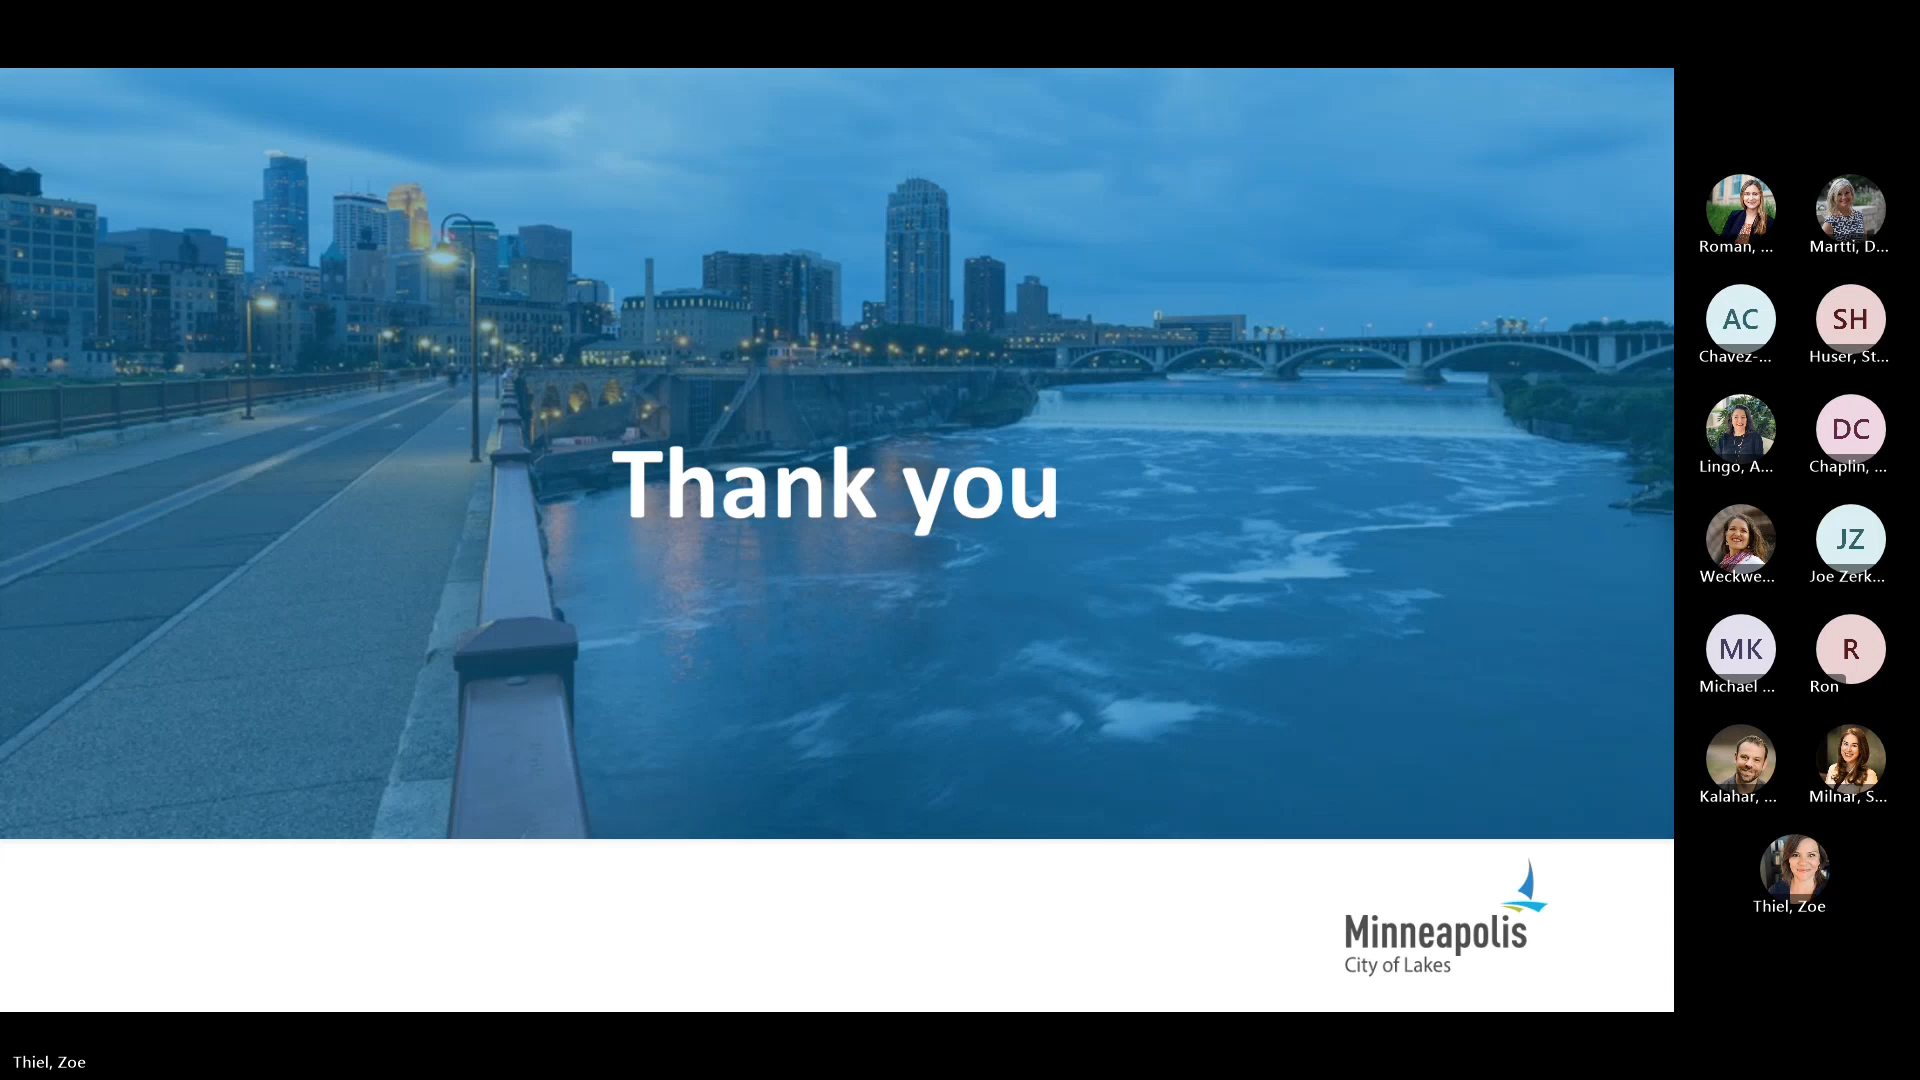 Thank you
Minneapolis
City of Lakes
Roman, ...
Martti, D...
AC
Chavez-...
SH
Huser, St...
Lingo, A...
DC
Chaplin, ...
Weckwe...
JZ
Joe Zerk...
MK
Michael ...
R
Ron
Kalahar, ...
Milnar, S...
Thiel, Zoe
Thiel, Zoe